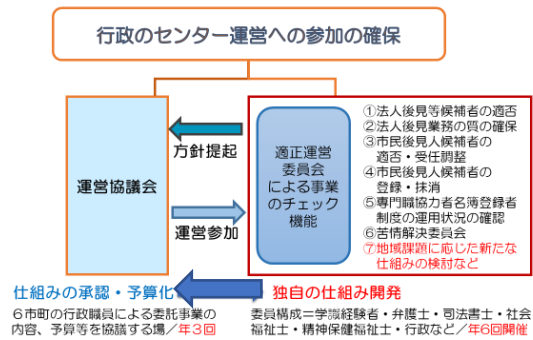 行政のセンター運営への参加の確保
運営協議会
方針提起
運営参加
適正運営
委員会
による事業
のチェック
機能
①法人後見等候補者の適否
②法人後見業務の質の確保
③市民後見人候補者の
適否・受任調整
④市民後見人候補者の
登録・抹消
⑤専門職協力者名簿登録者
制度の運用状況の確認
⑥苦情解決委員会
⑦地域課題に応じた新たな
仕組みの検討など
仕組みの承認・予算化
６市町の行政職員による委託事業の
内容、予算等を協議する場／年３回
独自の仕組み開発
委員構成＝学識経験者・弁護士・司法書士・社会
福祉士・精神保健福祉士・行政など／年6回開催